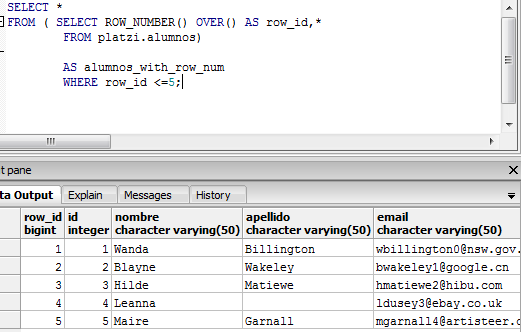 SELECT *
FROM ( SELECT ROW_NUMBER() OVER() AS row_id,*
FROM platzi.alumnos)
AS alumnos_with_row_num
WHERE row_id <=5;
t pane
ta Output Explain Messages History
row_id id nombre apellido email
bigint integer character varying(50) character varying(50) character varying(50)
1 1 Wanda Billington wbillington0@nsw.gov.
2 2 Blayne Wakeley bwakeley1@google.cn
3 3 Hilde Matiewe hmatiewe2@hibu.com
4 4 Leanna ldusey3@ebay.co.uk
5 5 Maire Garnall mgarnall4@artisteer.c